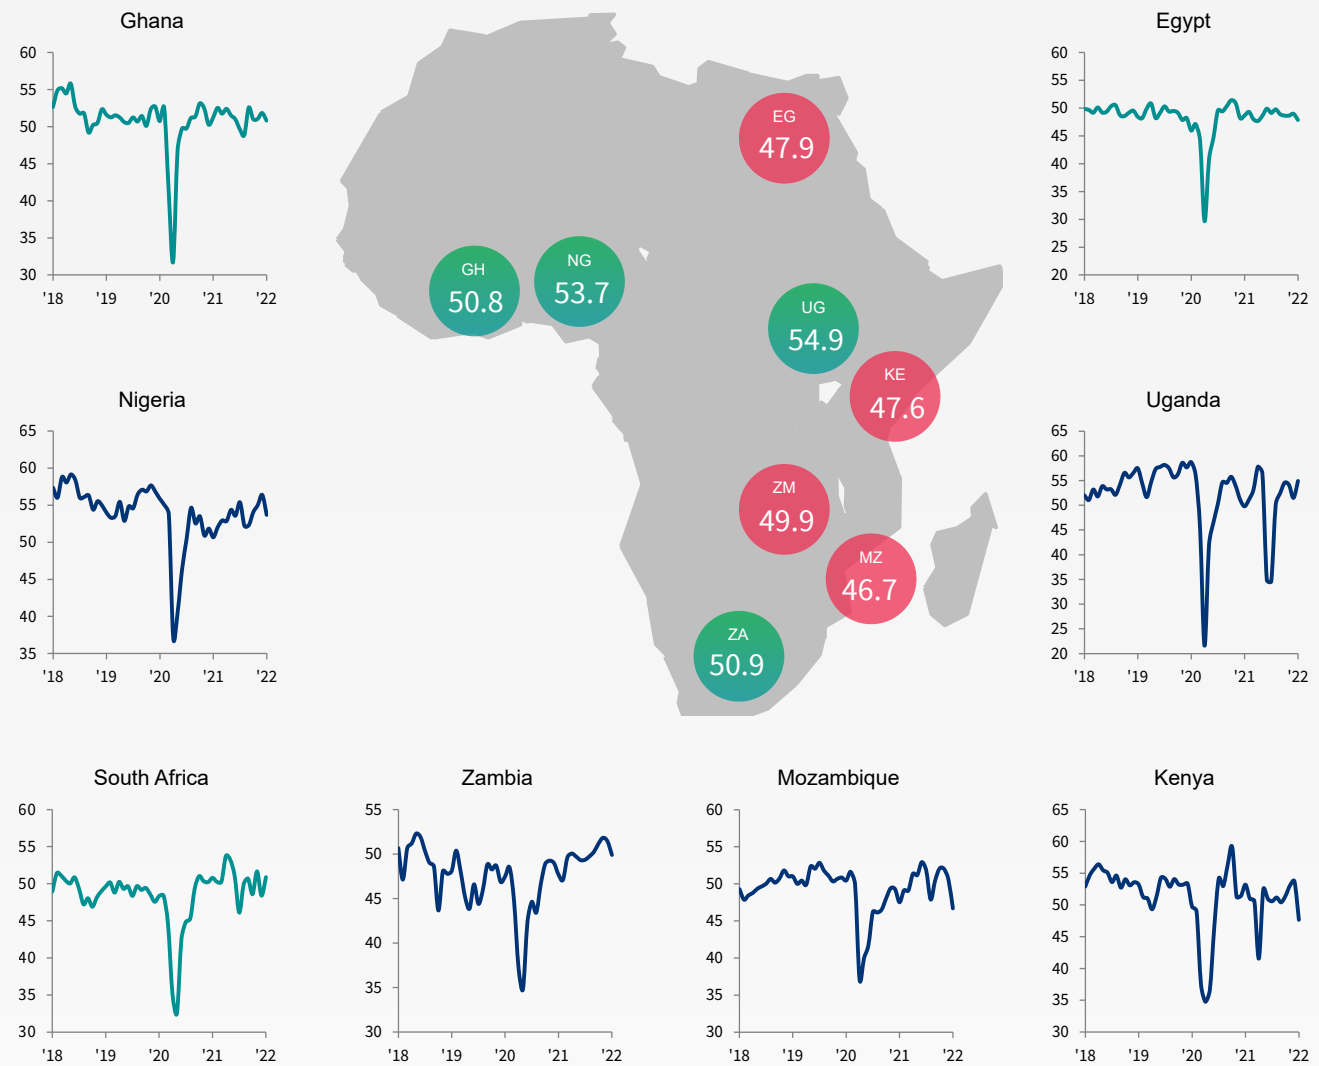 Ghana
60
55
50
45
40
35
30
'18 '19 '20 '21 '22
Egypt
60
55
50
45
40
35
30
25
20
'18 '19 '20 '21 '22
EG
47.9
GH
50.8
NG
53.7
UG
54.9
KE
47.6
ZM
49.9
MZ
46.7
ZA
50.9
Nigeria
65
60
55
50
45
40
35
'18 '19 '20 '21 '22
Uganda
65
60
55
50
45
40
35
30
25
20
'18 '19 '20 '21 '22
South Africa
60
55
50
45
40
35
30
'18 '19 '20 '21 '22
Zambia
55
50
45
40
35
30
'18 '19 '20 '21 '22
Mozambique
60
55
50
45
40
35
30
'18 '19 '20 '21 '22
Kenya
65
60
55
50
45
40
35
30
'18 '19 '20 '21 '22